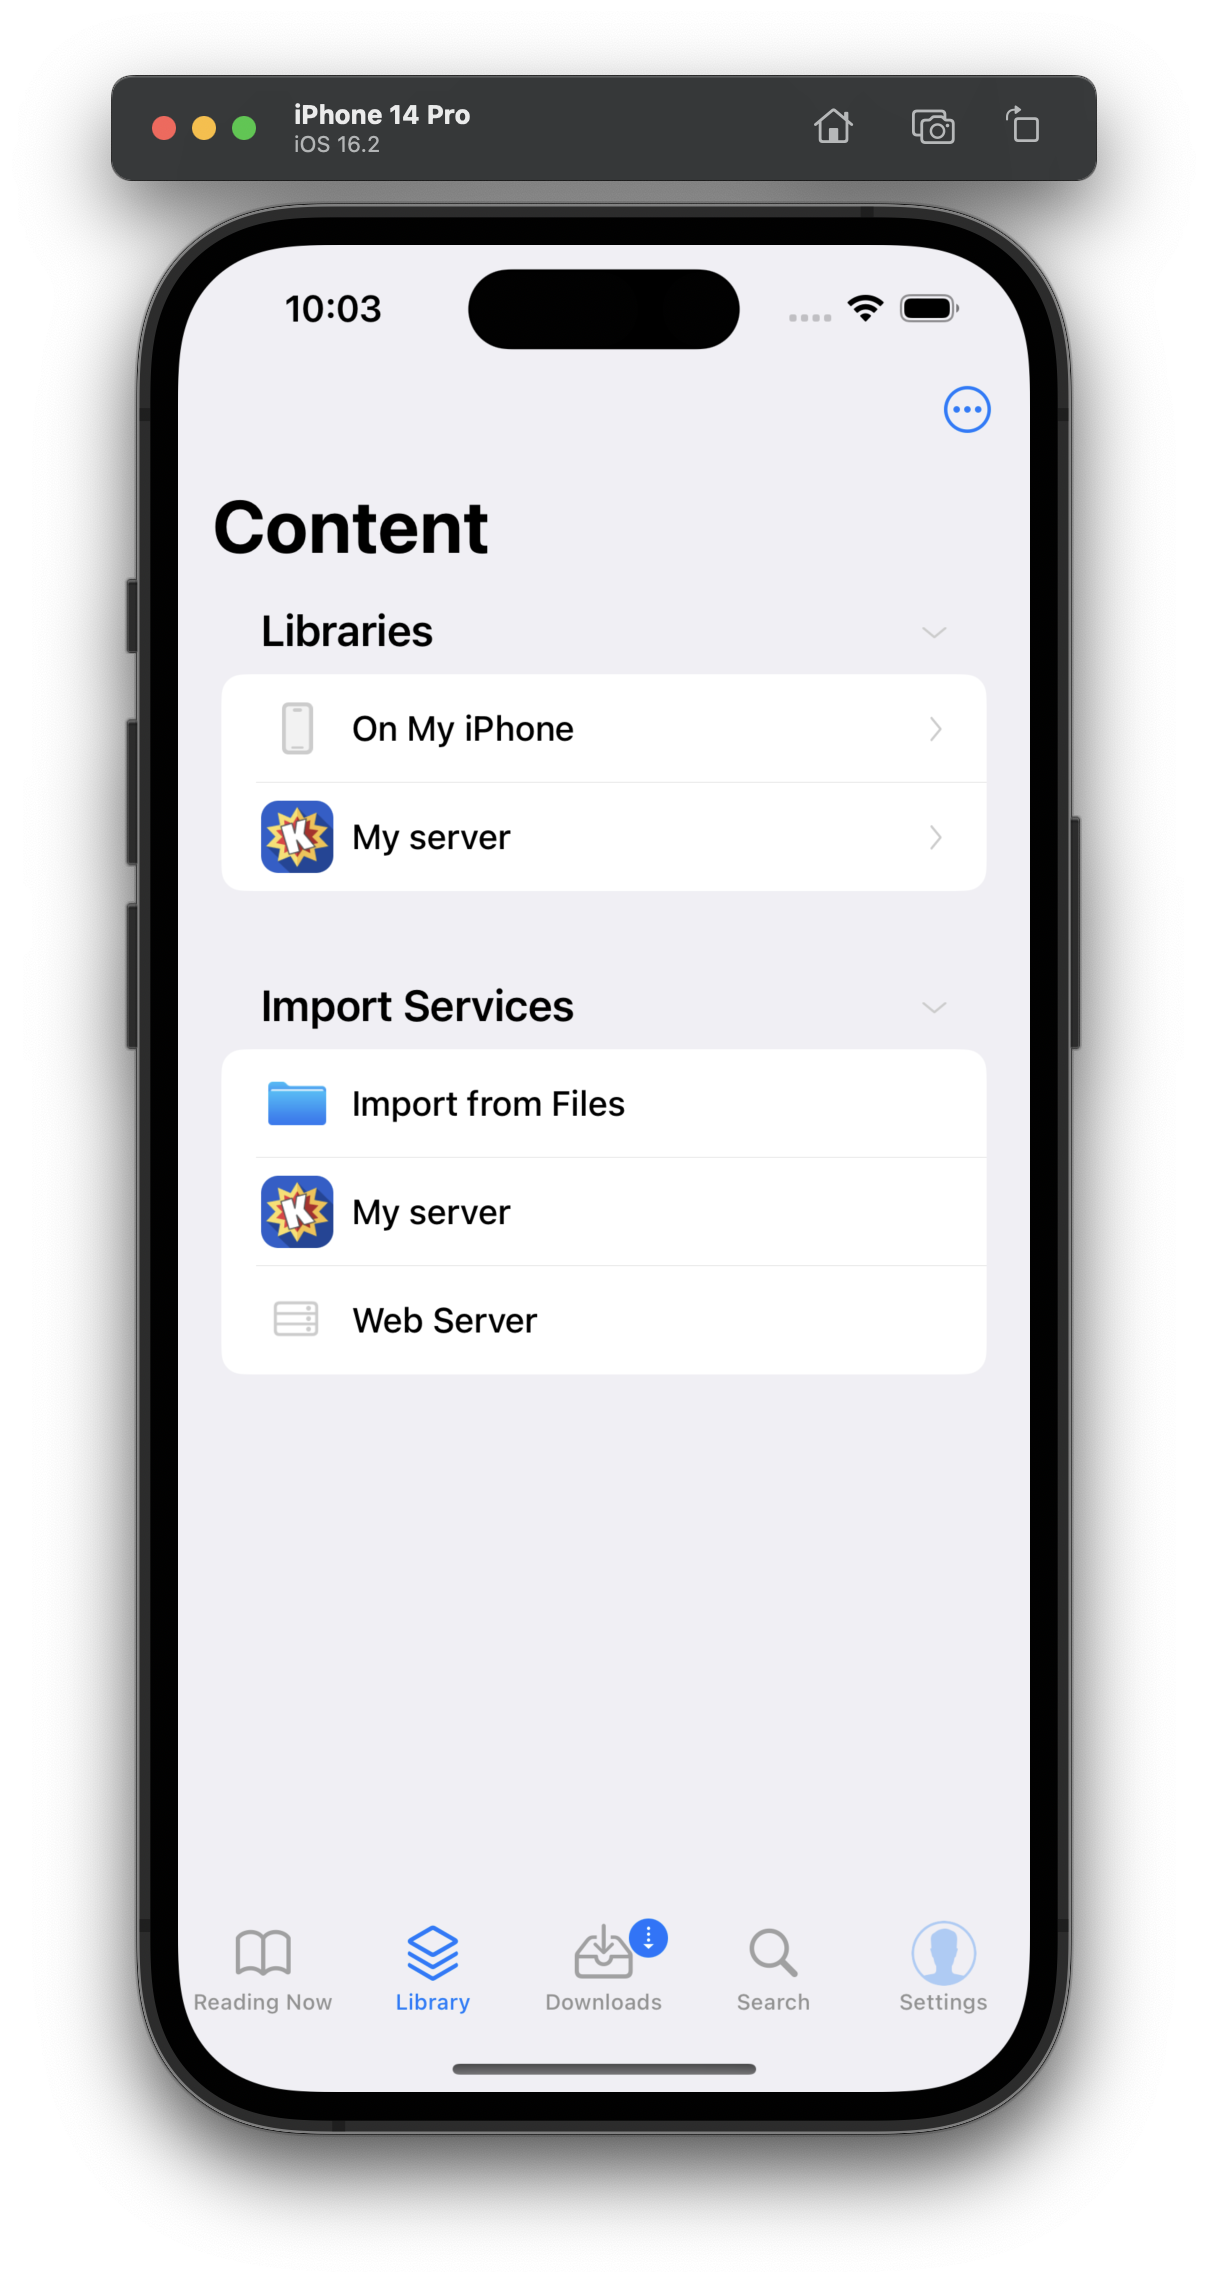 iPhone 14 Pro
iOS 16.2
10:03
Content
Libraries
On My iPhone
K
My server
Import Services
Import from Files
K
My server
Web Server
Reading Now
Library
Downloads
Search
Settings